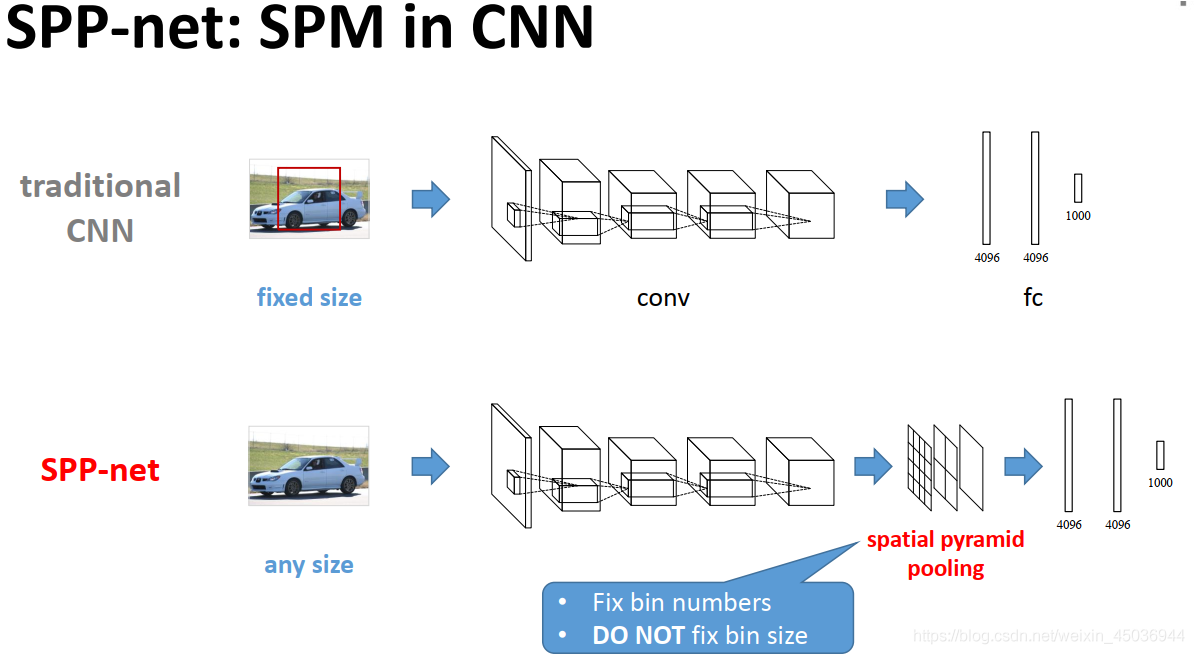 SPP-net: SPM in CNN
traditional
CNN
fixed size
conv
4096
4096
1000
fc
SPP-net
any size
spatial pyramid
pooling
4096
4096
1000
• Fix bin numbers
• DO NOT fix bin size
https://blog.csdn.net/weixin_45036944